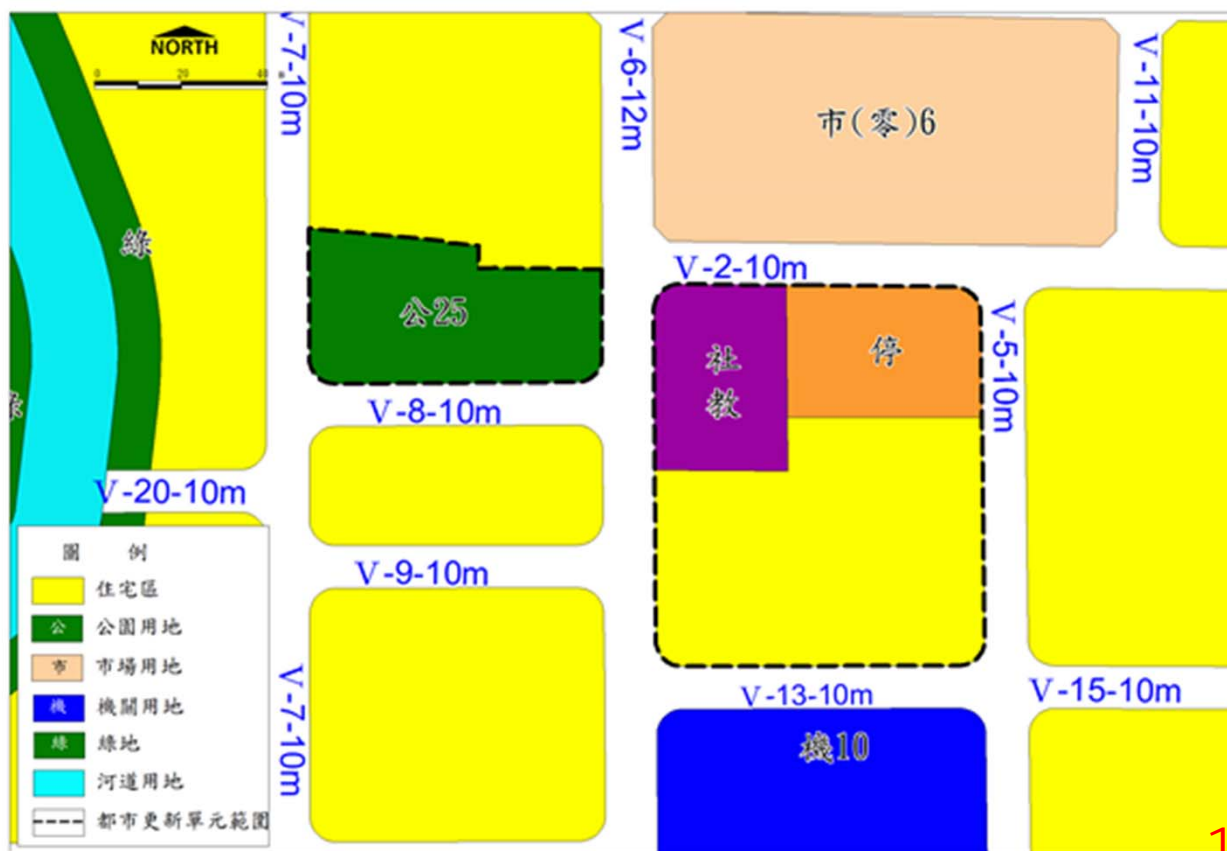 NORTH
0 20 40 m
V-7-10m
V-6-12m
市(零)6
V-11-10m
綠
公25
V-2-10m
社教
停
V-5-10m
綠
V-8-10m
V-20-10m
V-9-10m
V-7-10m
V-13-10m
V-15-10m
機10
圖 例
住宅區
公 公園用地
市 市場用地
機 機關用地
綠 綠地
河道用地
都市更新單元範圍
1